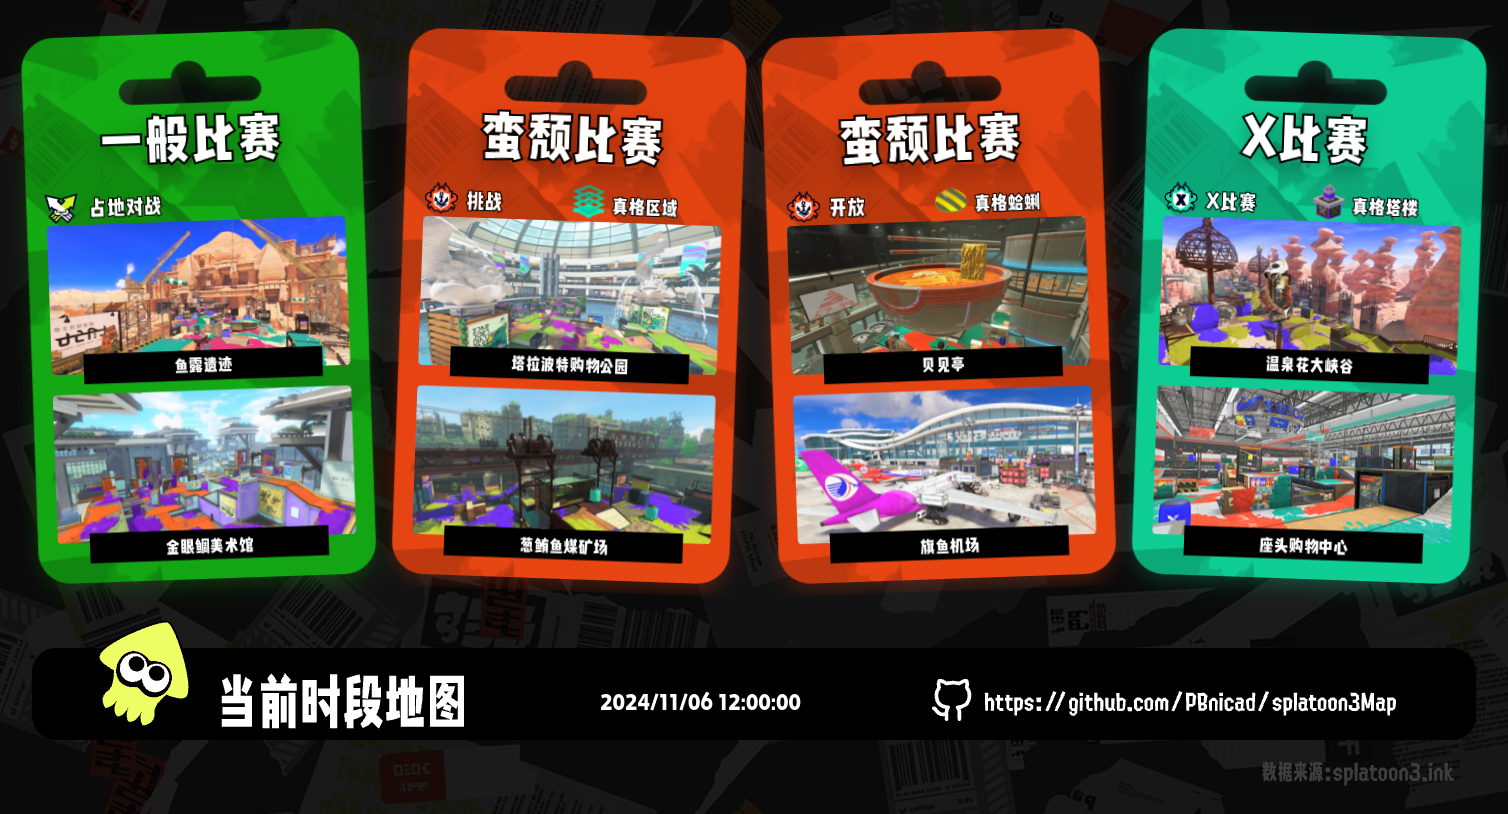 一般比赛
占地对战
鱼露遗迹
金眼鲷美术馆
蛮颓比赛
挑战
真格区域
塔拉波特购物公园
葱鲔鱼煤矿场
蛮颓比赛
开放
真格蛤蜊
贝见亭
旗鱼机场
X比赛
X比赛
真格塔楼
温泉花大峡谷
座头购物中心
当前时段地图
2024/11/06 12:00:00
https://github.com/PBnicad/splatoon3Map
数据来源:splatoon3.ink